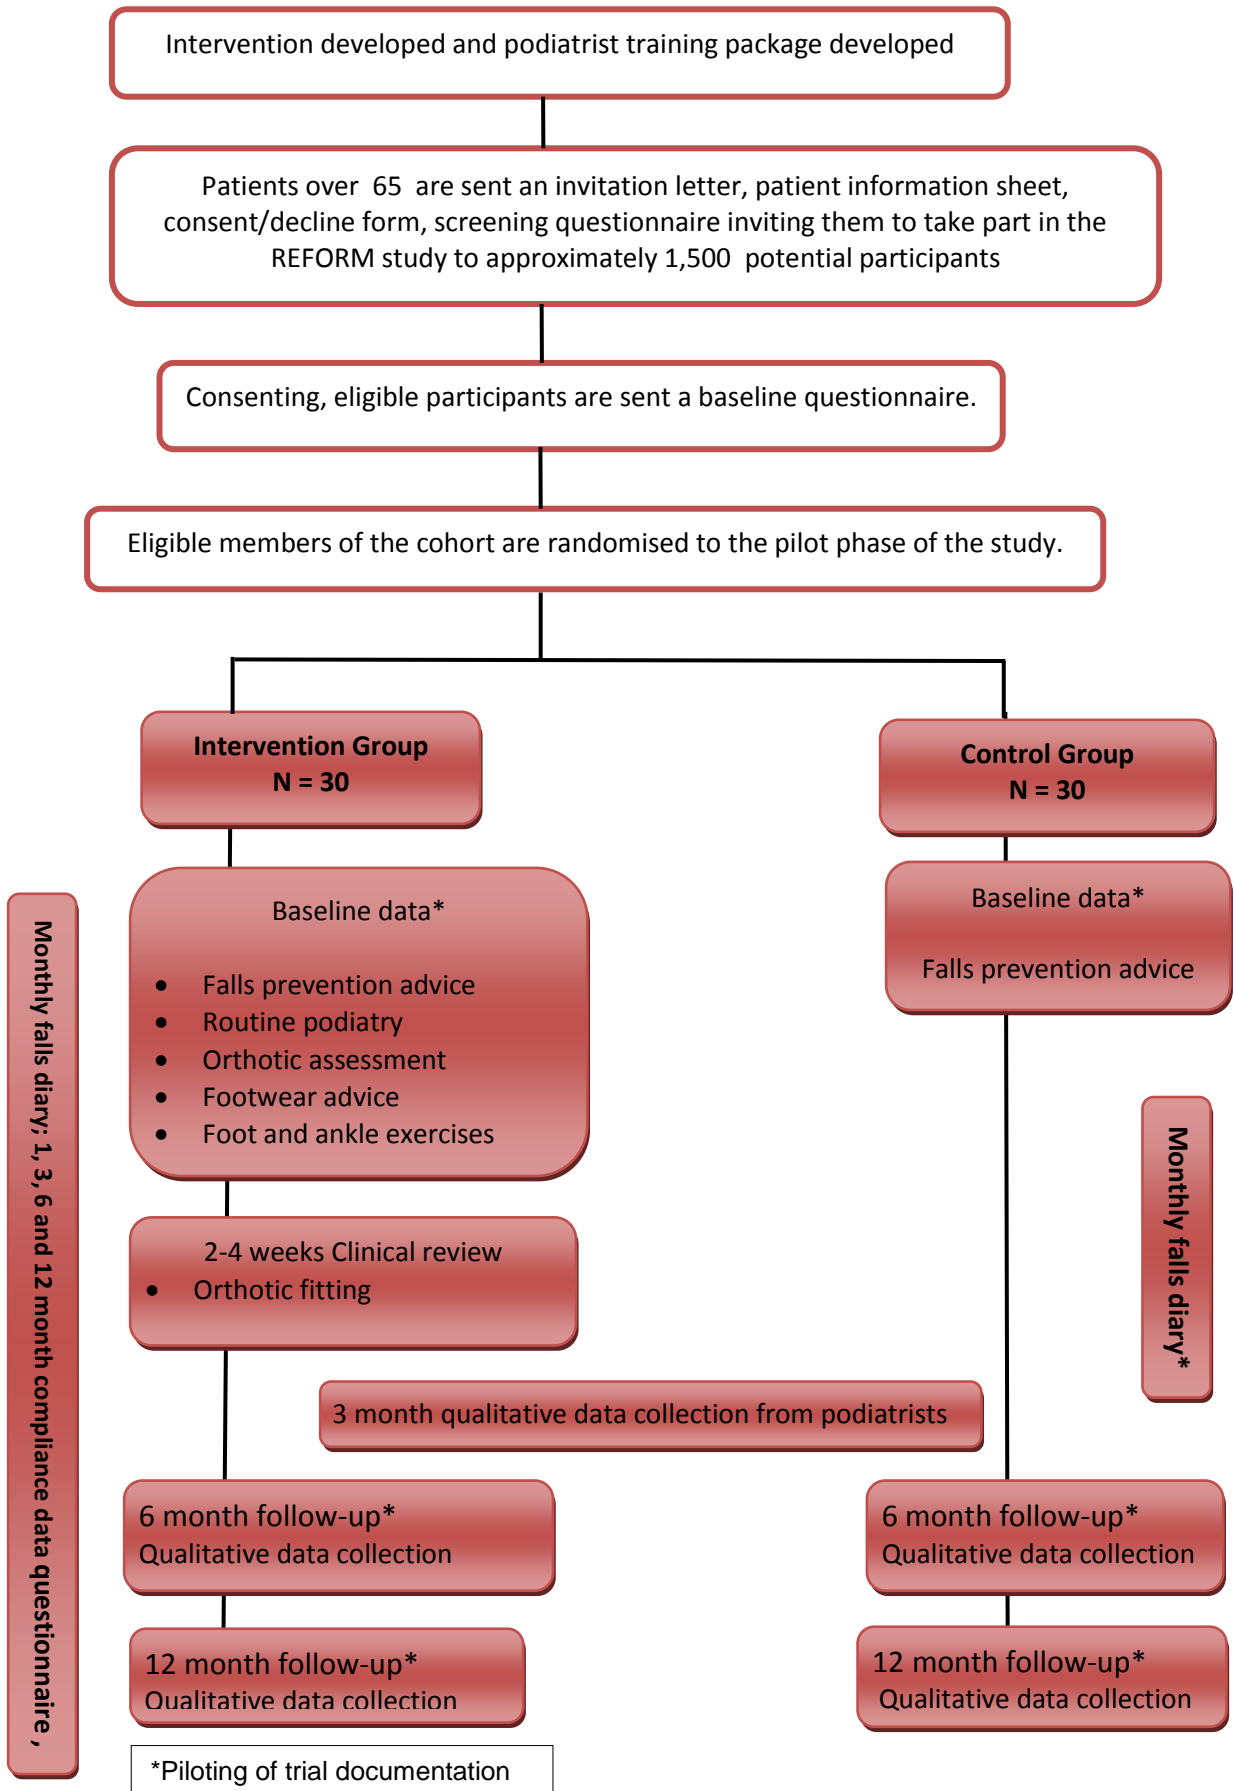 Intervention developed and podiatrist training package developed
Patients over  65  are sent an invitation letter, patient information sheet,
consent/decline form, screening questionnaire inviting them to take part in the
REFORM study to approximately 1,500  potential participants
Consenting, eligible participants are sent a baseline questionnaire.
Eligible members of the cohort are randomised to the pilot phase of the study.
Intervention Group
N = 30
Control Group
N = 30
Baseline data*
• Falls prevention advice
• Routine podiatry
• Orthotic assessment
• Footwear advice
• Foot and ankle exercises
Baseline data*
Falls prevention advice
Monthly falls diary; 1, 3, 6 and 12 month compliance data questionnaire ,
Monthly falls diary*
2-4 weeks Clinical review
• Orthotic fitting
3 month qualitative data collection from podiatrists
6 month follow-up*
Qualitative data collection
6 month follow-up*
Qualitative data collection
12 month follow-up*
Qualitative data collection
12 month follow-up*
Qualitative data collection
*Piloting of trial documentation